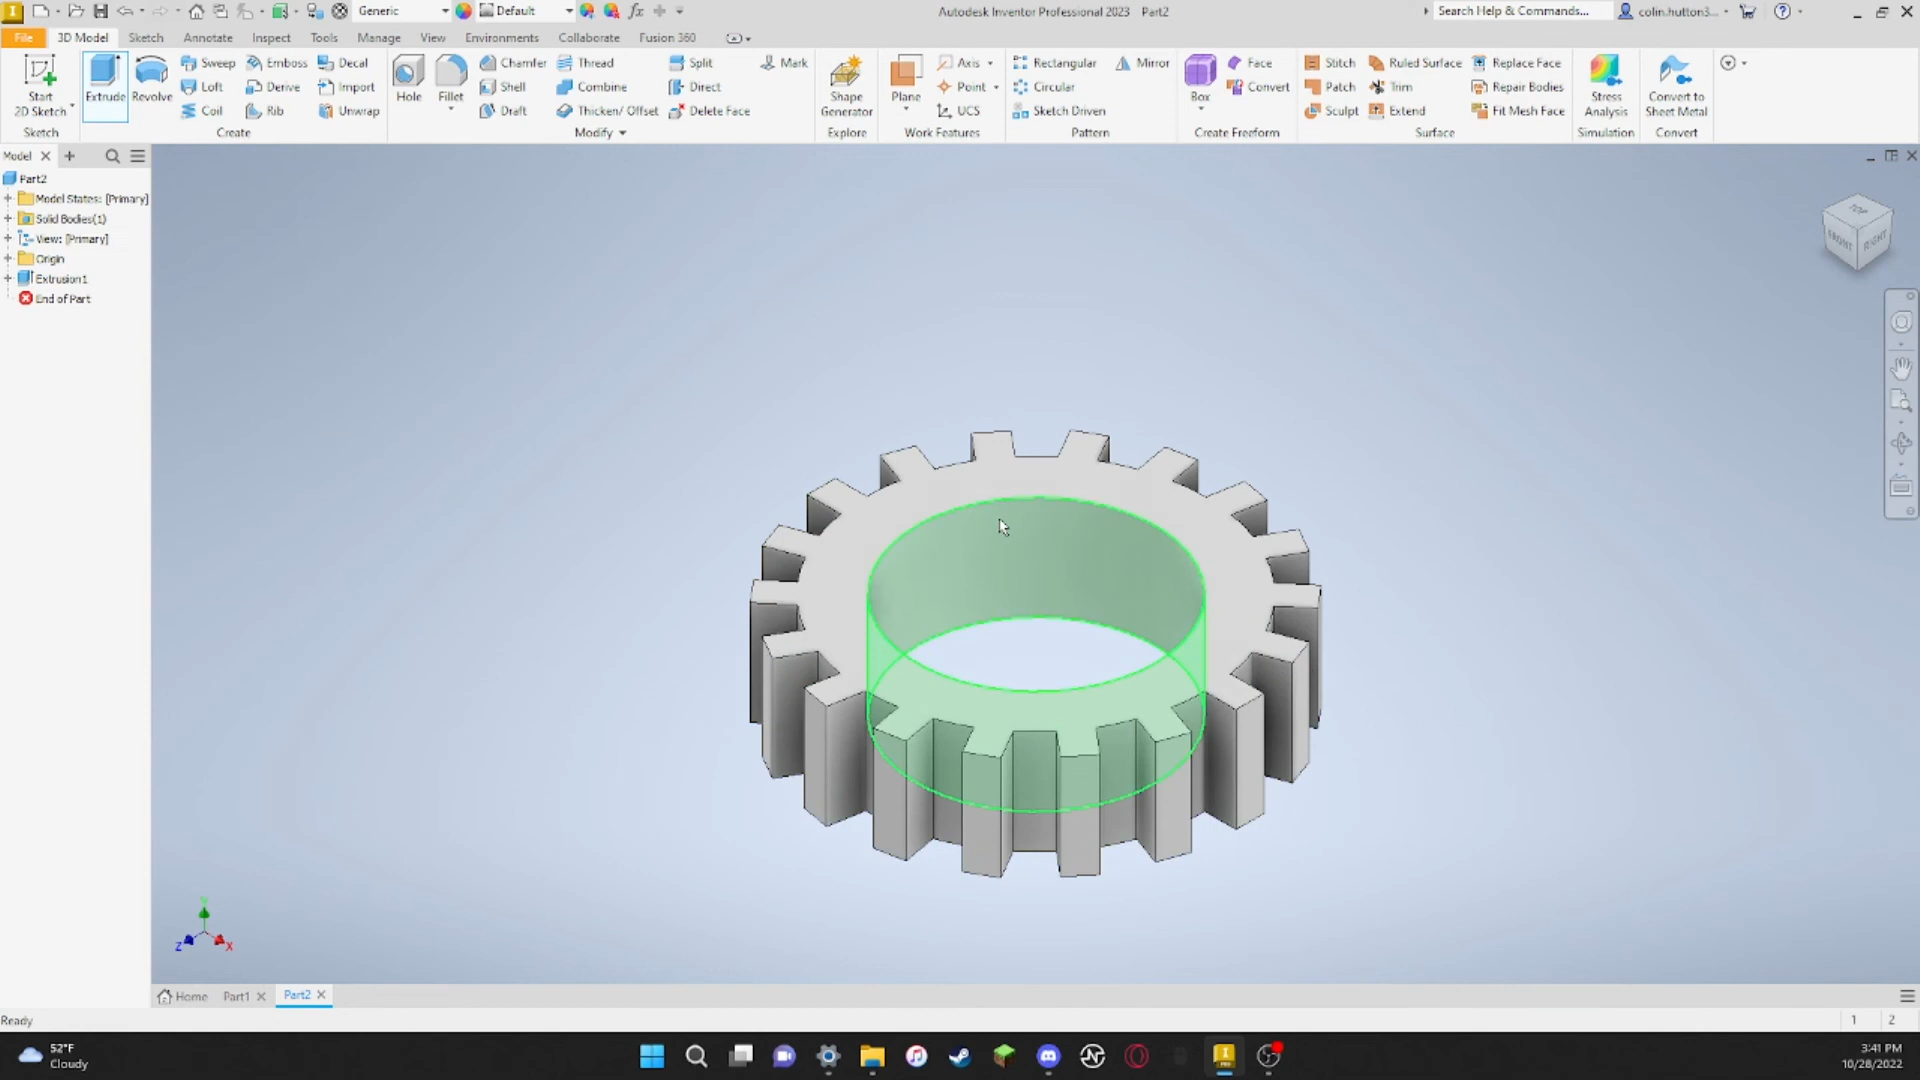 Generic
Default
Autodesk Inventor Professional 2023 Part2
Search Help & Commands...
colin.hutton3...
File 3D Model Sketch Annotate Inspect Tools Manage View Environments Collaborate Fusion 360
Start
2D Sketch
Extrude
Revolve
Sweep Emboss Decal
Loft Derive Import
Coil Rib Unwrap
Hole
Fillet
Chamfer Thread Split Mark
Shell Combine Direct
Draft Thicken/ Offset Delete Face
Shape
Generator
Plane
Axis
Point
UCS
Rectangular Mirror
Circular
Sketch Driven
Box
Face
Convert
Stitch Ruled Surface Replace Face
Patch Trim Repair Bodies
Sculpt Extend Fit Mesh Face
Stress
Analysis
Convert to
Sheet Metal
Sketch Create Modify Explore Work Features Pattern Create Freeform Surface Simulation Convert
Model
Part2
Model States: [Primary]
Solid Bodies(1)
View: [Primary]
Origin
Extrusion1
End of Part
TOP
FRONT
RIGHT
Y
Z
X
Home Part1 Part2
Ready
1 2
52°F
Cloudy
3:41 PM
10/28/2022